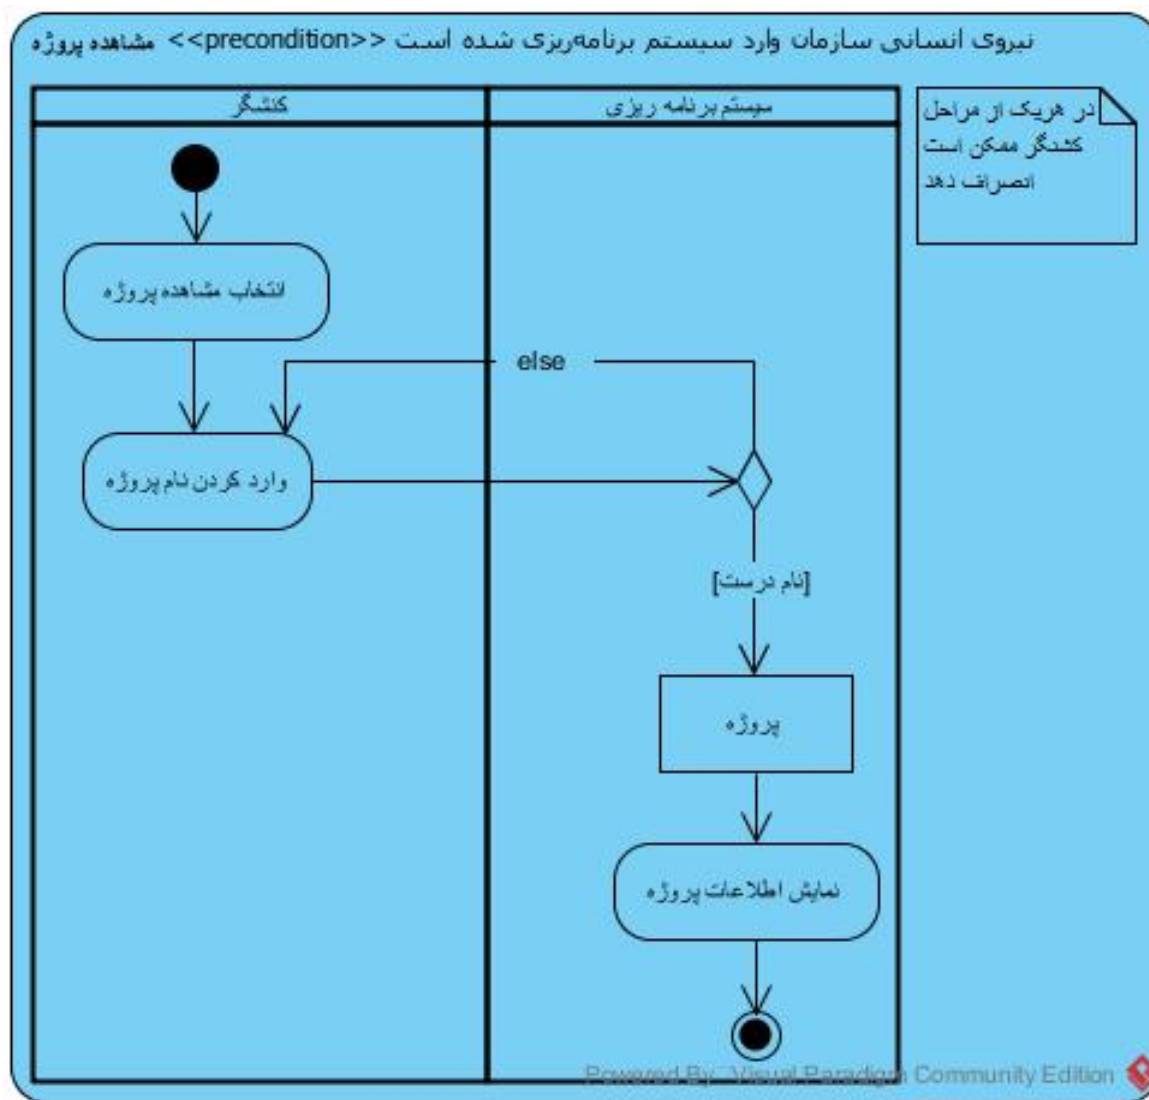 مشاهده پروژه <<precondition>> نیروی انسانی سازمان وارد سیستم برنامه‌ریزی شده است
کنشگر
سیستم برنامه ریزی
در هریک از مراحل
کنشگر ممکن است
انصراف دهد
انتخاب مشاهده پروژه
else
وارد کردن نام پروژه
[نام درست]
پروژه
نمایش اطلاعات پروژه
Powered By Visual Paradigm Community Edition